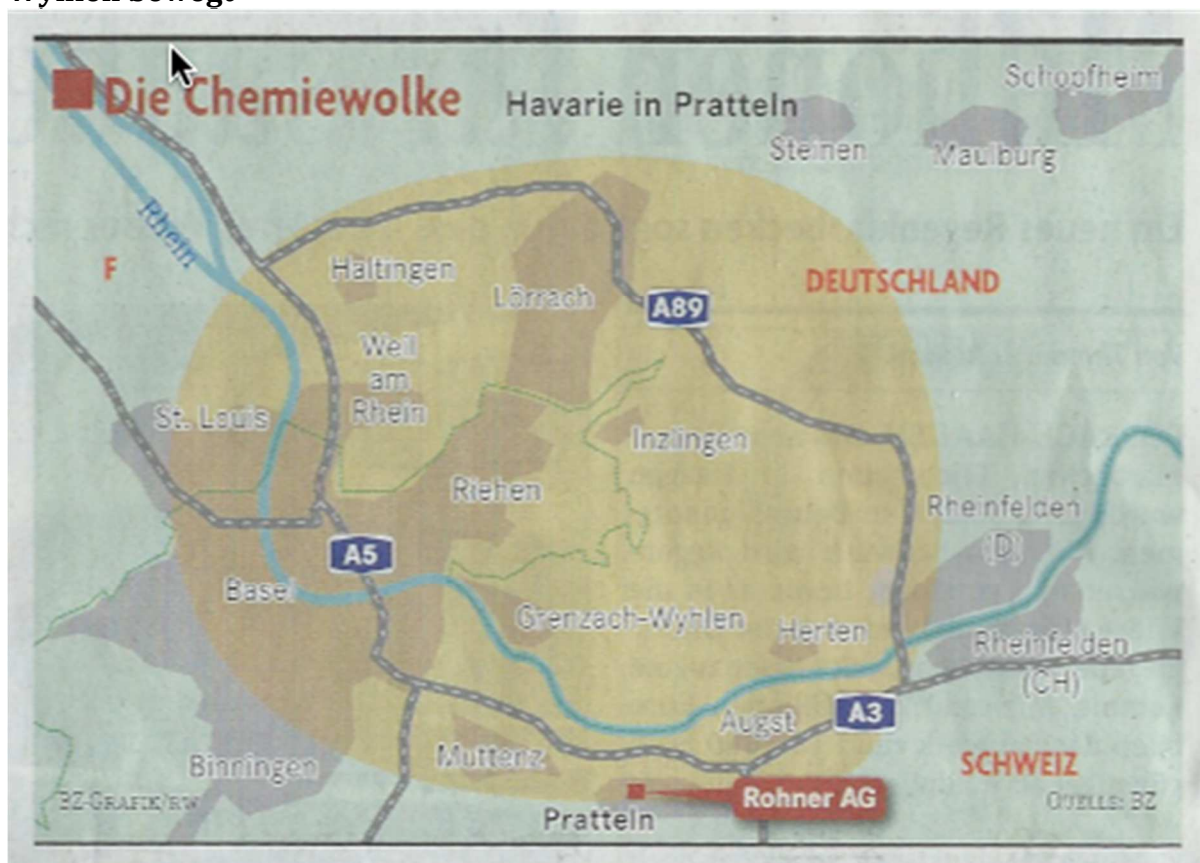 Die Chemiewolke Havarie in Pratteln
Schopfheim
Steinen
Maulburg
Rhein
F
Haltingen
Lörrach
A89
DEUTSCHLAND
Weil
am
Rhein
St. Louis
Inzlingen
Riehen
Rheinfelden
(D)
A5
Basel
Grenzach-Wyhlen
Herten
Rheinfelden
(CH)
Augst
A3
Muttenz
Binningen
SCHWEIZ
BZ-GRAFIK/RW
Rohner AG
QUELLE: BZ
Pratteln